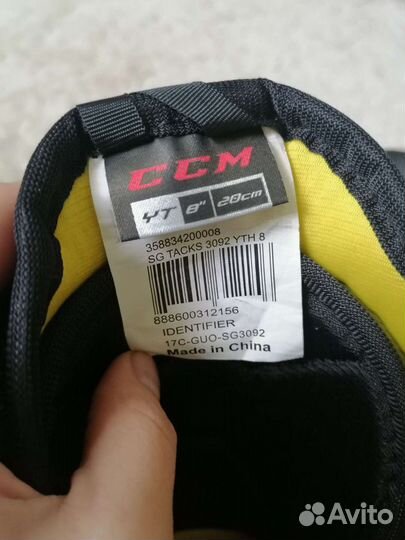 CCM
YT 8" 20cm
358834200008
SG TACKS 3092 YTH 8
888600312156
IDENTIFIER
17C-GUO-SG3092
Made in China
Avito